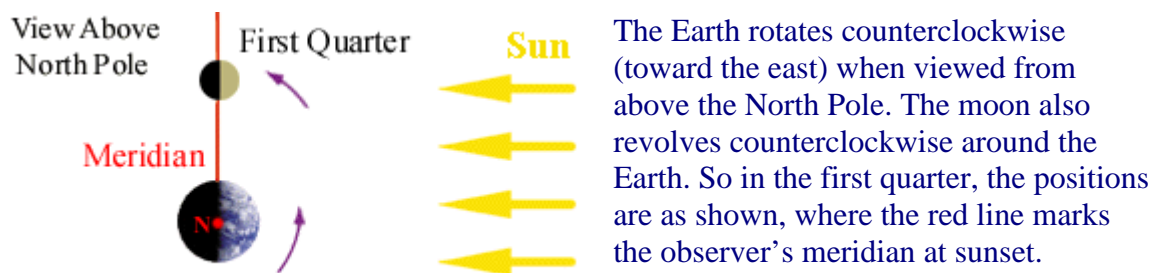 View Above
North Pole
First Quarter
Sun
Meridian
N
The Earth rotates counterclockwise
(toward the east) when viewed from
above the North Pole. The moon also
revolves counterclockwise around the
Earth. So in the first quarter, the positions
are as shown, where the red line marks
the observer’s meridian at sunset.